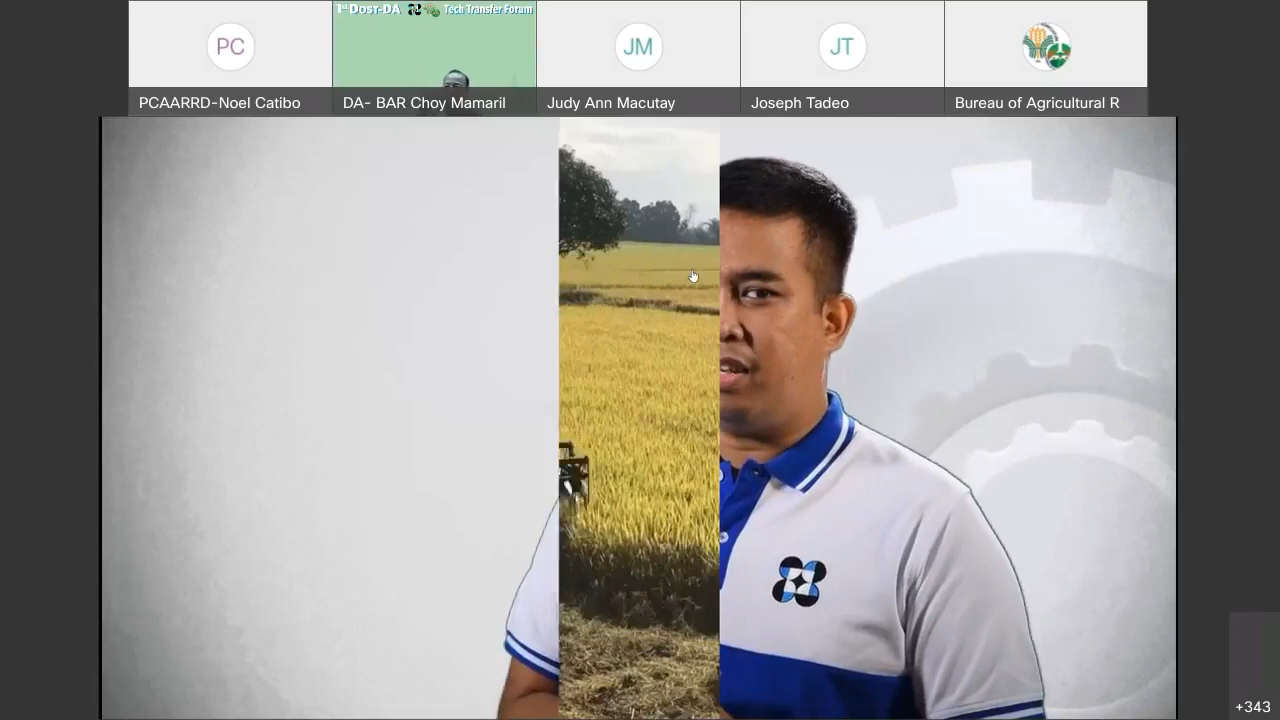 1st DOST-DA Tech Transfer Forum
PC
JM
JT
PCAARRD-Noel Catibo
DA- BAR Choy Mamaril
Judy Ann Macutay
Joseph Tadeo
Bureau of Agricultural R
+343